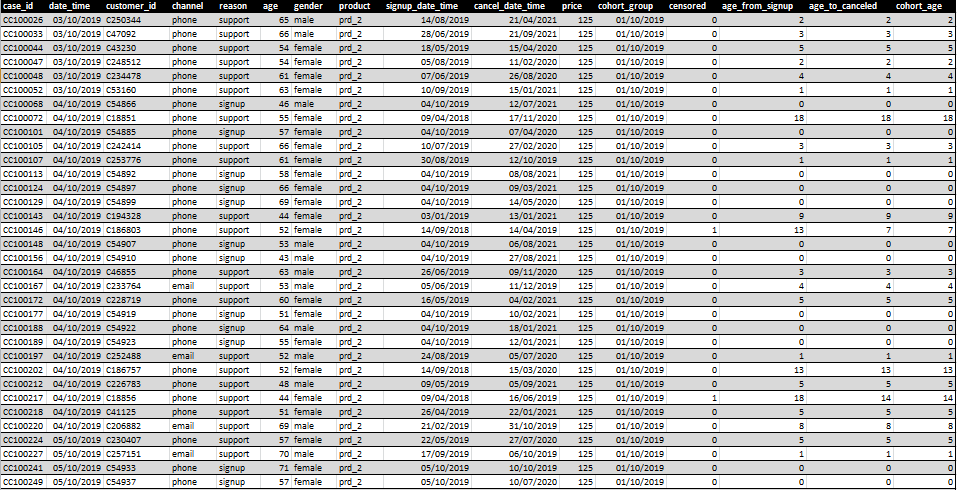 case_id date_time customer_id channel reason age gender product signup_date_time cancel_date_time price cohort_group censored age_from_signup age_to_canceled cohort_age
CC100026 03/10/2019 C250344 phone support 65 male prd_2 14/08/2019 21/04/2021 125 01/10/2019 0 2 2 2
CC100033 03/10/2019 C47092 phone support 66 male prd_2 28/06/2019 21/09/2021 125 01/10/2019 0 3 3 3
CC100044 03/10/2019 C43230 phone support 54 female prd_2 18/05/2019 15/04/2020 125 01/10/2019 0 5 5 5
CC100047 03/10/2019 C248512 phone support 54 female prd_2 05/08/2019 11/02/2020 125 01/10/2019 0 2 2 2
CC100048 03/10/2019 C234478 phone support 61 female prd_2 07/06/2019 26/08/2020 125 01/10/2019 0 4 4 4
CC100052 03/10/2019 C53160 phone support 63 female prd_2 10/09/2019 15/01/2021 125 01/10/2019 0 1 1 1
CC100068 04/10/2019 C54866 phone signup 46 male prd_2 04/10/2019 12/07/2021 125 01/10/2019 0 0 0 0
CC100072 04/10/2019 C18851 phone support 55 female prd_2 09/04/2018 17/11/2020 125 01/10/2019 0 18 18 18
CC100101 04/10/2019 C54885 phone signup 57 female prd_2 04/10/2019 07/04/2020 125 01/10/2019 0 0 0 0
CC100105 04/10/2019 C242414 phone support 66 female prd_2 10/07/2019 27/02/2020 125 01/10/2019 0 3 3 3
CC100107 04/10/2019 C253776 phone support 61 female prd_2 30/08/2019 12/10/2019 125 01/10/2019 0 1 1 1
CC100113 04/10/2019 C54892 phone signup 58 female prd_2 04/10/2019 08/08/2021 125 01/10/2019 0 0 0 0
CC100124 04/10/2019 C54897 phone signup 66 female prd_2 04/10/2019 09/03/2021 125 01/10/2019 0 0 0 0
CC100129 04/10/2019 C54899 phone signup 69 female prd_2 04/10/2019 14/05/2020 125 01/10/2019 0 0 0 0
CC100143 04/10/2019 C194328 phone support 44 female prd_2 03/01/2019 13/01/2021 125 01/10/2019 0 9 9 9
CC100146 04/10/2019 C186803 phone support 52 female prd_2 14/09/2018 14/04/2019 125 01/10/2019 1 13 7 7
CC100148 04/10/2019 C54907 phone signup 53 male prd_2 04/10/2019 06/08/2021 125 01/10/2019 0 0 0 0
CC100156 04/10/2019 C54910 phone signup 43 male prd_2 04/10/2019 27/08/2021 125 01/10/2019 0 0 0 0
CC100164 04/10/2019 C46855 phone support 63 male prd_2 26/06/2019 09/11/2020 125 01/10/2019 0 3 3 3
CC100167 04/10/2019 C233764 email support 53 male prd_2 05/06/2019 11/12/2019 125 01/10/2019 0 4 4 4
CC100172 04/10/2019 C228719 phone support 60 female prd_2 16/05/2019 04/02/2021 125 01/10/2019 0 5 5 5
CC100177 04/10/2019 C54919 phone signup 51 female prd_2 04/10/2019 10/02/2021 125 01/10/2019 0 0 0 0
CC100188 04/10/2019 C54922 phone signup 64 male prd_2 04/10/2019 18/01/2021 125 01/10/2019 0 0 0 0
CC100189 04/10/2019 C54923 phone signup 55 female prd_2 04/10/2019 12/01/2021 125 01/10/2019 0 0 0 0
CC100197 04/10/2019 C252488 email support 52 male prd_2 24/08/2019 05/07/2020 125 01/10/2019 0 1 1 1
CC100202 04/10/2019 C186757 phone support 52 female prd_2 14/09/2018 15/03/2020 125 01/10/2019 0 13 13 13
CC100212 04/10/2019 C226783 phone support 48 male prd_2 09/05/2019 05/09/2021 125 01/10/2019 0 5 5 5
CC100217 04/10/2019 C18856 phone support 44 female prd_2 09/04/2018 16/06/2019 125 01/10/2019 1 18 14 14
CC100218 04/10/2019 C41125 phone support 51 female prd_2 26/04/2019 22/01/2021 125 01/10/2019 0 5 5 5
CC100220 04/10/2019 C206882 email support 69 male prd_2 21/02/2019 31/10/2019 125 01/10/2019 0 8 8 8
CC100224 05/10/2019 C230407 phone support 57 female prd_2 22/05/2019 27/07/2020 125 01/10/2019 0 5 5 5
CC100227 05/10/2019 C257151 email support 70 male prd_2 17/09/2019 06/10/2019 125 01/10/2019 0 1 1 1
CC100241 05/10/2019 C54933 phone signup 71 female prd_2 05/10/2019 10/10/2019 125 01/10/2019 0 0 0 0
CC100249 05/10/2019 C54937 phone signup 57 female prd_2 05/10/2019 10/07/2020 125 01/10/2019 0 0 0 0